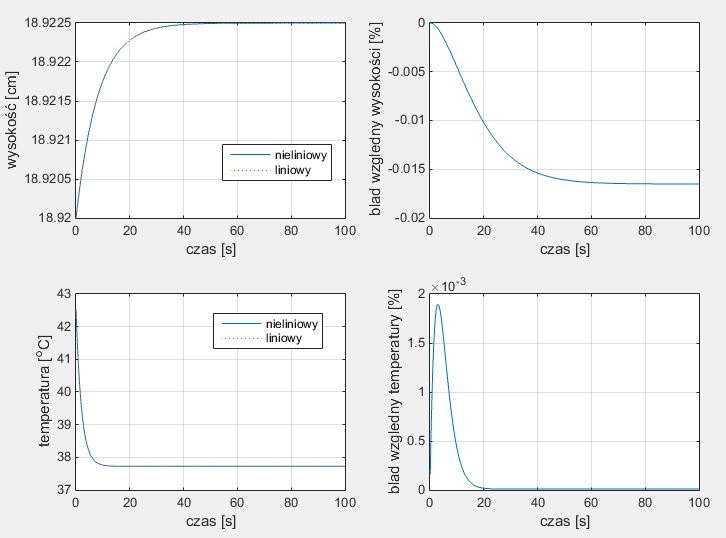 18.9225
18.922
18.9215
18.921
18.9205
18.92
wysokość [cm]
nieliniowy
liniowy
0 20 40 60 80 100
czas [s]
0
-0.005
-0.01
-0.015
-0.02
blad wzgledny wysokości [%]
0 20 40 60 80 100
czas [s]
43
42
41
40
39
38
37
temperatura [°C]
nieliniowy
liniowy
0 20 40 60 80 100
czas [s]
×10⁻³
2
1.5
1
0.5
0
blad wzgledny temperatury [%]
0 20 40 60 80 100
czas [s]